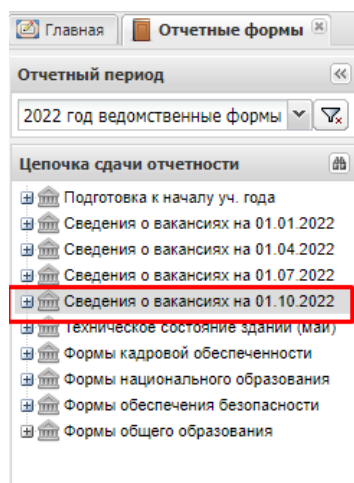 Главная
Отчетные формы
Отчетный период
2022 год ведомственные формы
Цепочка сдачи отчетности
Подготовка к началу уч. года
Сведения о вакансиях на 01.01.2022
Сведения о вакансиях на 01.04.2022
Сведения о вакансиях на 01.07.2022
Сведения о вакансиях на 01.10.2022
Техническое состояние зданий (май)
Формы кадровой обеспеченности
Формы национального образования
Формы обеспечения безопасности
Формы общего образования